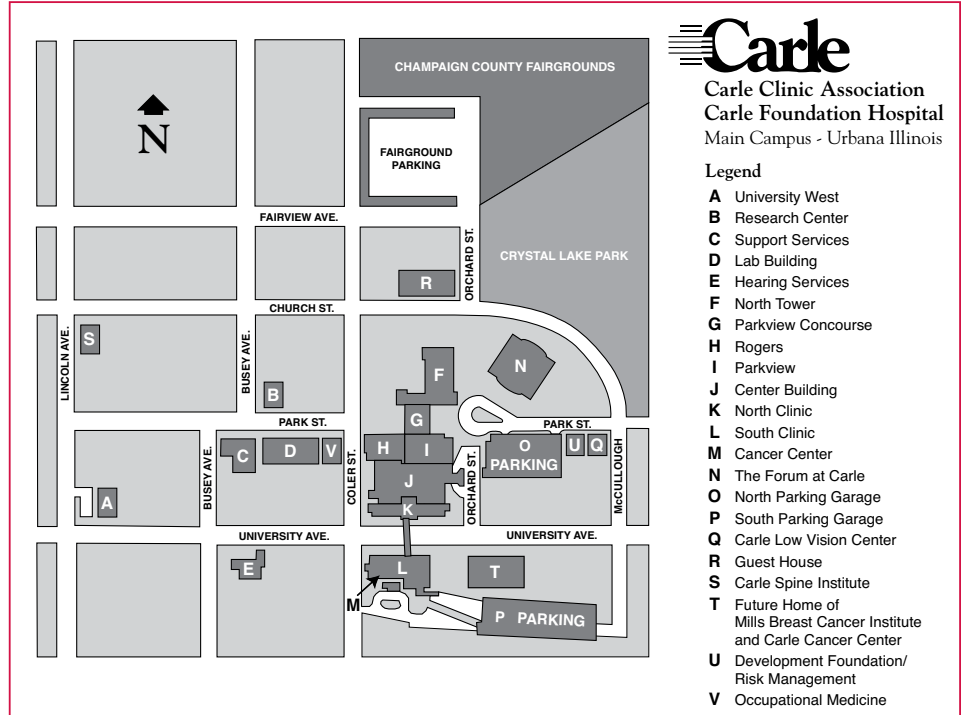 CHAMPAIGN COUNTY FAIRGROUNDS
N
FAIRGROUND
PARKING
FAIRVIEW AVE.
ORCHARD ST.
CRYSTAL LAKE PARK
R
CHURCH ST.
LINCOLN AVE.
S
BUSEY AVE.
B
F
N
G
PARK ST.
PARK ST.
BUSEY AVE.
C
D
V
COLER ST.
H
I
J
K
ORCHARD ST.
O
PARKING
U
Q
McCULLOUGH
A
UNIVERSITY AVE.
UNIVERSITY AVE.
E
L
M
T
P PARKING
Carle
Carle Clinic Association
Carle Foundation Hospital
Main Campus - Urbana Illinois
Legend
A University West
B Research Center
C Support Services
D Lab Building
E Hearing Services
F North Tower
G Parkview Concourse
H Rogers
I Parkview
J Center Building
K North Clinic
L South Clinic
M Cancer Center
N The Forum at Carle
O North Parking Garage
P South Parking Garage
Q Carle Low Vision Center
R Guest House
S Carle Spine Institute
T Future Home of
Mills Breast Cancer Institute
and Carle Cancer Center
U Development Foundation/
Risk Management
V Occupational Medicine